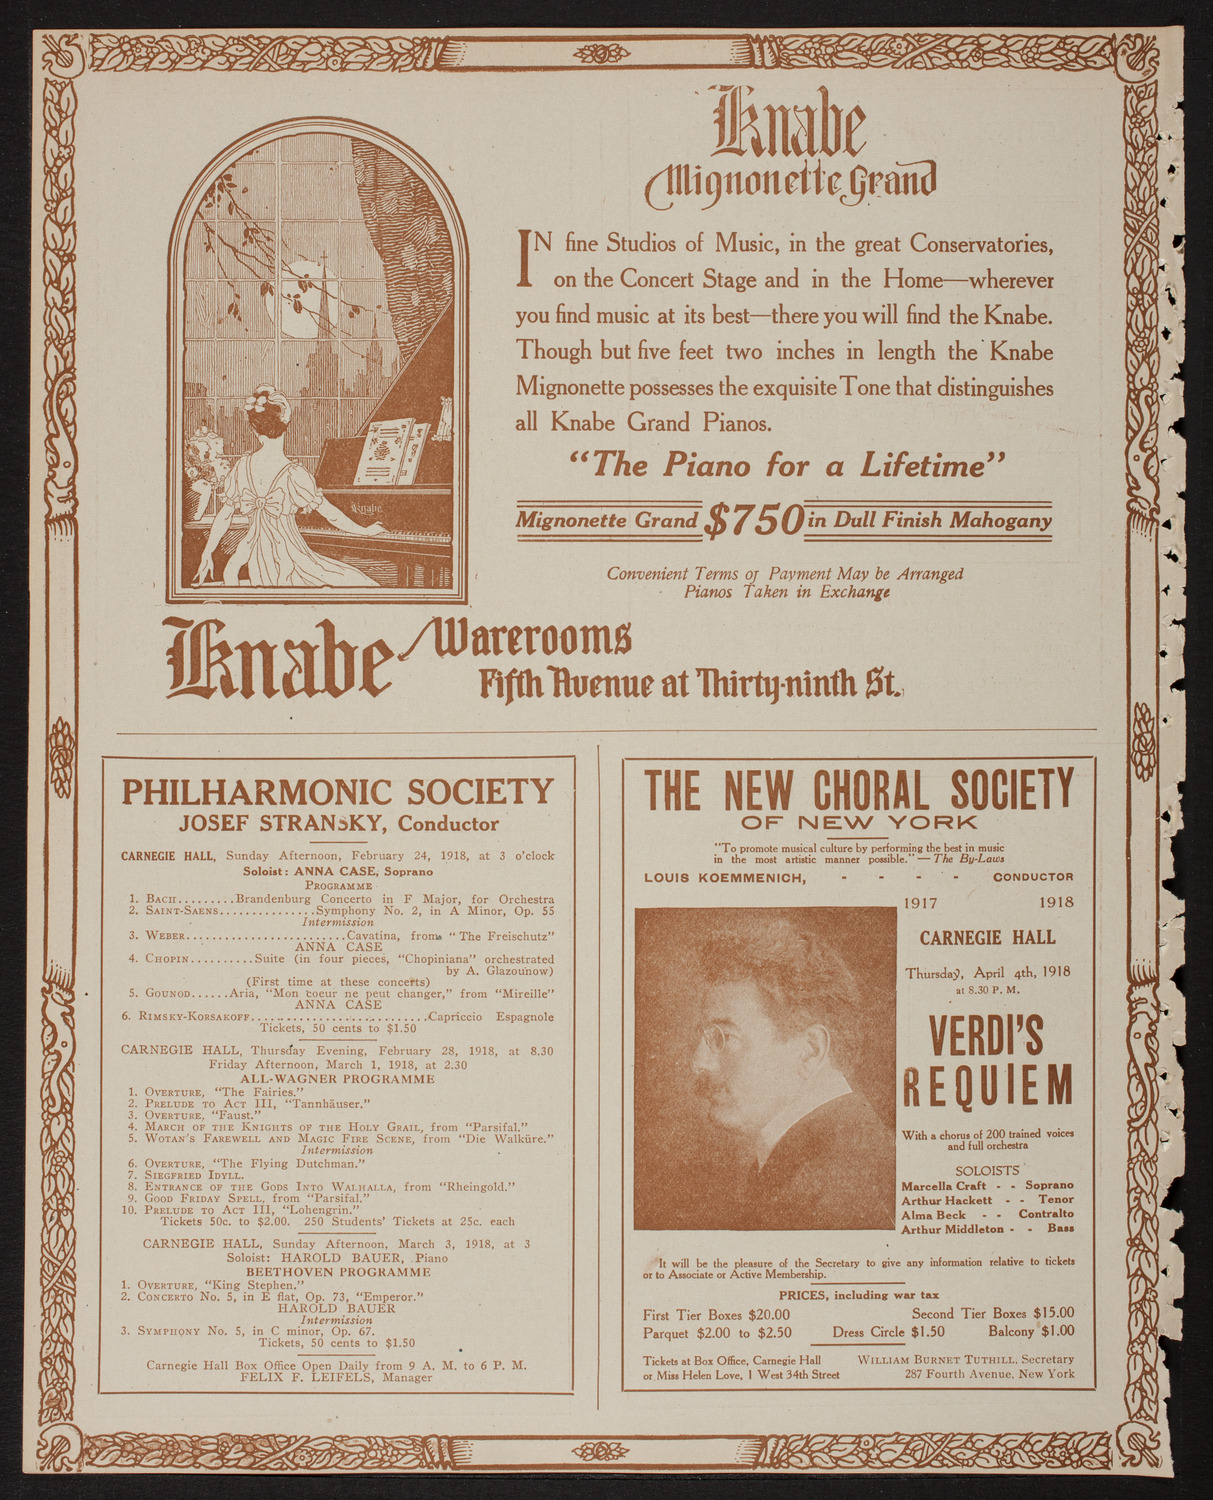 Knabe
Mignonette Grand
IN fine Studios of Music, in the great Conservatories,
on the Concert Stage and in the Home—wherever
you find music at its best—there you will find the Knabe.
Though but five feet two inches in length the Knabe
Mignonette possesses the exquisite Tone that distinguishes
all Knabe Grand Pianos.
“The Piano for a Lifetime”
Mignonette Grand $750 in Dull Finish Mahogany
Convenient Terms of Payment May be Arranged
Pianos Taken in Exchange
Knabe
Knabe Warerooms
Fifth Avenue at Thirty-ninth St.
PHILHARMONIC SOCIETY
JOSEF STRANSKY, Conductor
CARNEGIE HALL, Sunday Afternoon, February 24, 1918, at 3 o'clock
Soloist: ANNA CASE, Soprano
PROGRAMME
1. BACH.........Brandenburg Concerto in F Major, for Orchestra
2. SAINT-SAENS...............Symphony No. 2, in A Minor, Op. 55
Intermission
3. WEBER........................Cavatina, from “The Freischutz”
ANNA CASE
4. CHOPIN..........Suite (in four pieces, “Chopiniana” orchestrated
by A. Glazounow)
(First time at these concerts)
5. GOUNOD......Aria, “Mon coeur ne peut changer,” from “Mireille”
ANNA CASE
6. RIMSKY-KORSAKOFF...........................Capriccio Espagnole
Tickets, 50 cents to $1.50
CARNEGIE HALL, Thursday Evening, February 28, 1918, at 8.30
Friday Afternoon, March 1, 1918, at 2.30
ALL-WAGNER PROGRAMME
1. OVERTURE, “The Fairies.”
2. PRELUDE TO ACT III, “Tannhäuser.”
3. OVERTURE, “Faust.”
4. MARCH OF THE KNIGHTS OF THE HOLY GRAIL, from “Parsifal.”
5. WOTAN'S FAREWELL AND MAGIC FIRE SCENE, from “Die Walküre.”
Intermission
6. OVERTURE, “The Flying Dutchman.”
7. SIEGFRIED IDYLL.
8. ENTRANCE OF THE GODS INTO WALHALLA, from “Rheingold.”
9. GOOD FRIDAY SPELL, from “Parsifal.”
10. PRELUDE TO ACT III, “Lohengrin.”
Tickets 50c. to $2.00. 250 Students' Tickets at 25c. each
CARNEGIE HALL, Sunday Afternoon, March 3, 1918, at 3
Soloist: HAROLD BAUER, Piano
BEETHOVEN PROGRAMME
1. OVERTURE, “King Stephen.”
2. CONCERTO No. 5, in E flat, Op. 73, “Emperor.”
HAROLD BAUER
Intermission
3. SYMPHONY No. 5, in C minor, Op. 67.
Tickets, 50 cents to $1.50
Carnegie Hall Box Office Open Daily from 9 A. M. to 6 P. M.
FELIX F. LEIFELS, Manager
THE NEW CHORAL SOCIETY
OF NEW YORK
“To promote musical culture by performing the best in music
in the most artistic manner possible.”—The By-Laws
LOUIS KOEMMENICH, - - - - CONDUCTOR
1917 1918
CARNEGIE HALL
Thursday, April 4th, 1918
at 8.30 P. M.
VERDI'S
REQUIEM
With a chorus of 200 trained voices
and full orchestra
SOLOISTS
Marcella Craft - - Soprano
Arthur Hackett - - Tenor
Alma Beck - - Contralto
Arthur Middleton - - Bass
It will be the pleasure of the Secretary to give any information relative to tickets
or to Associate or Active Membership.
PRICES, including war tax
First Tier Boxes $20.00 Second Tier Boxes $15.00
Parquet $2.00 to $2.50 Dress Circle $1.50 Balcony $1.00
Tickets at Box Office, Carnegie Hall WILLIAM BURNET TUTHILL, Secretary
or Miss Helen Love, 1 West 34th Street 287 Fourth Avenue, New York